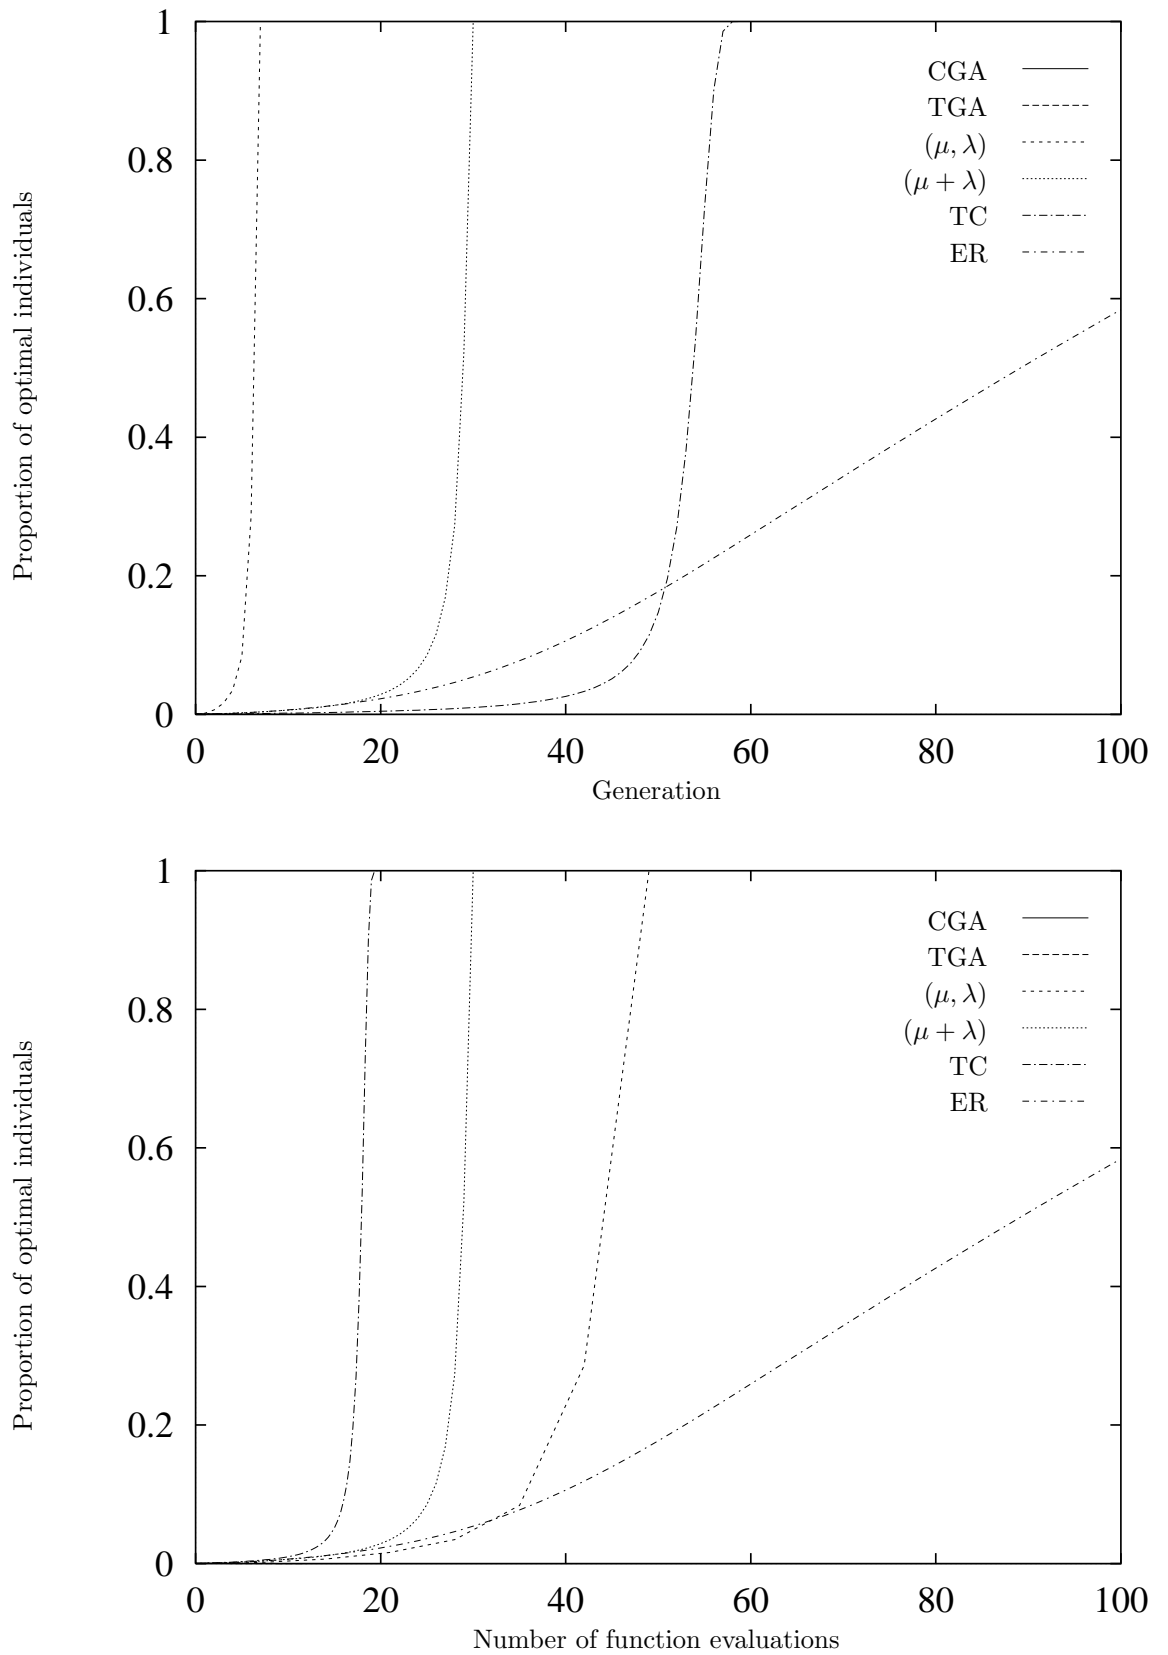 1
0.8
0.6
0.4
0.2
0
0 20 40 60 80 100
Proportion of optimal individuals
Generation
CGA
TGA
(μ, λ)
(μ + λ)
TC
ER
1
0.8
0.6
0.4
0.2
0
0 20 40 60 80 100
Proportion of optimal individuals
Number of function evaluations
CGA
TGA
(μ, λ)
(μ + λ)
TC
ER